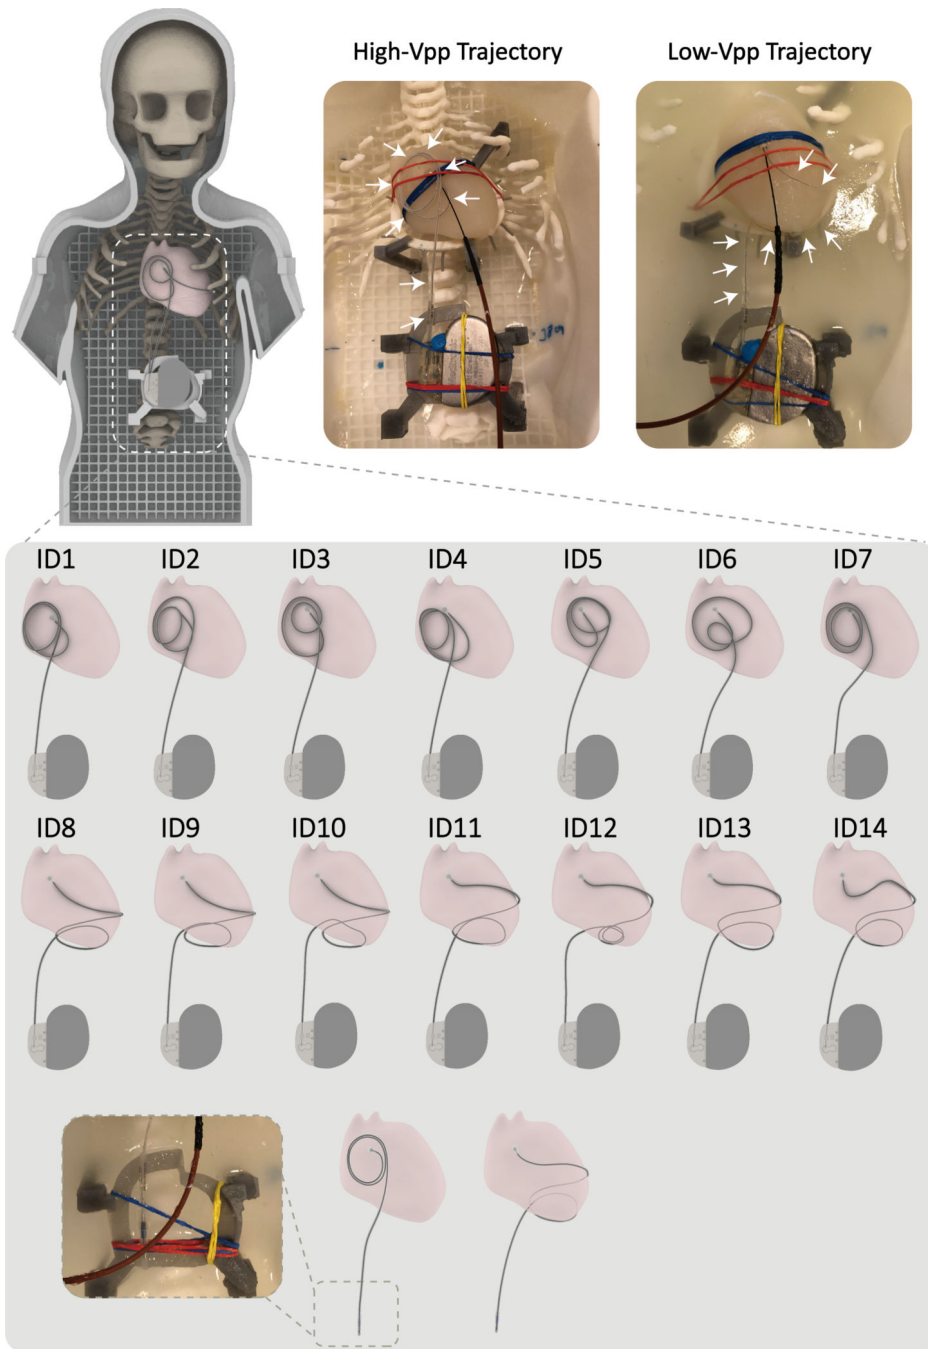 High-Vpp Trajectory
Low-Vpp Trajectory
ID1 ID2 ID3 ID4 ID5 ID6 ID7
ID8 ID9 ID10 ID11 ID12 ID13 ID14